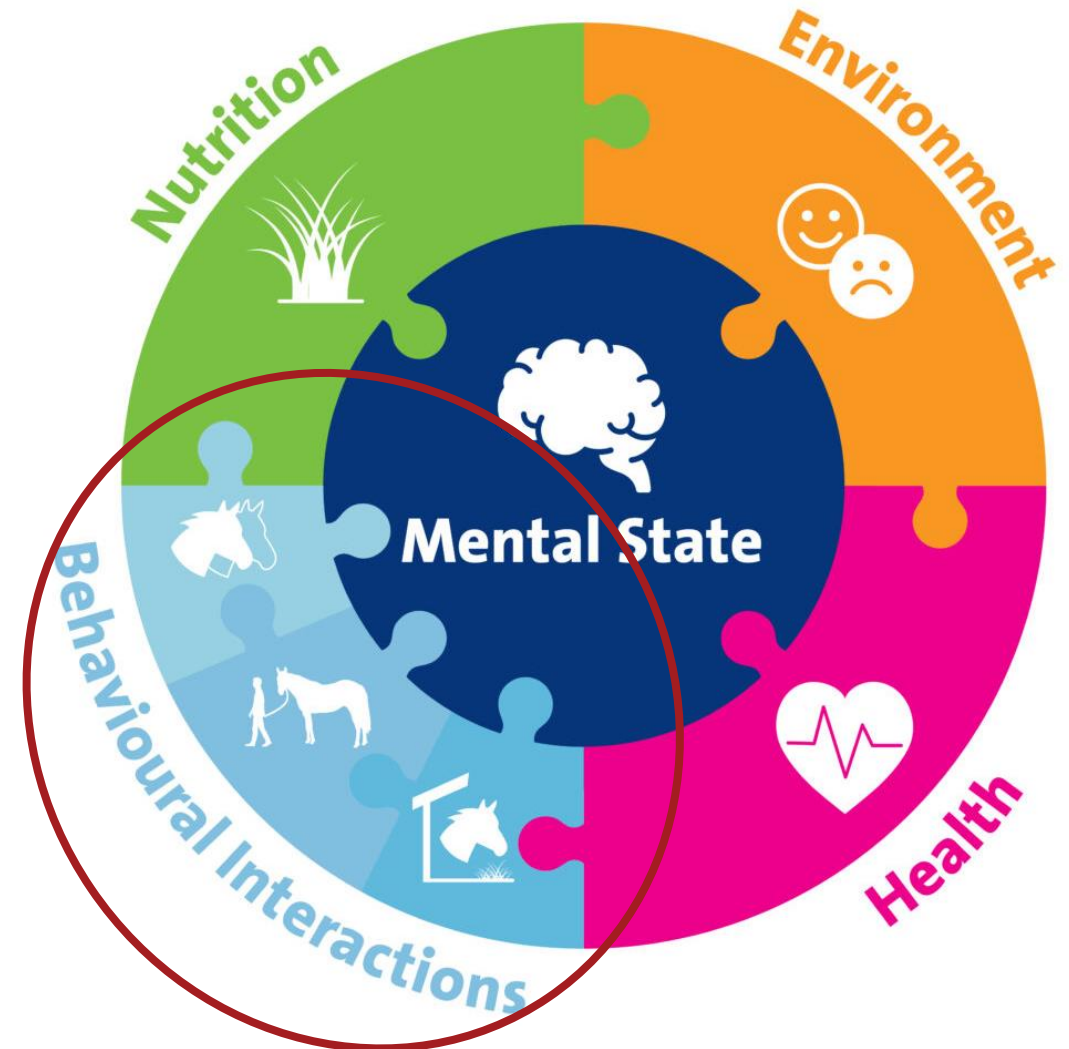 Nutrition
Environment
Mental State
Behavioural Interactions
Health